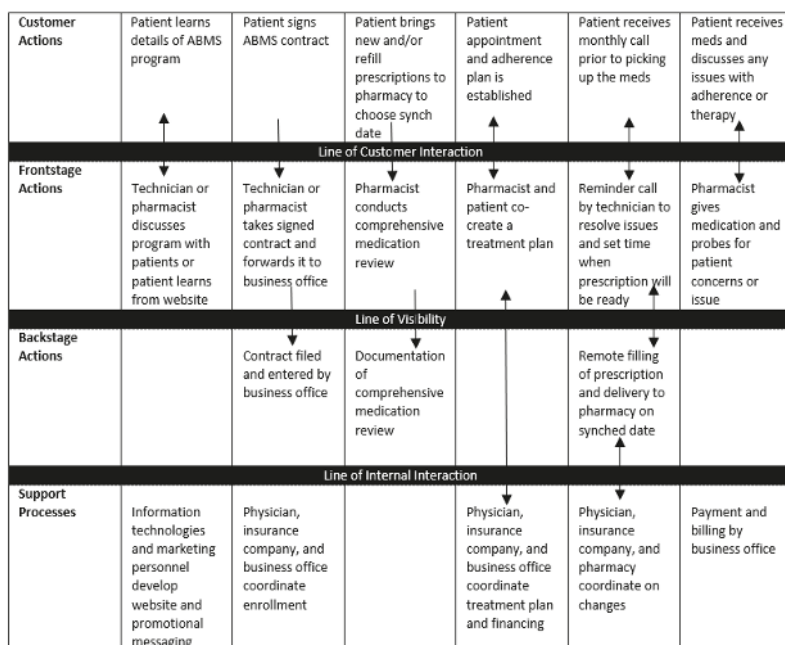 Customer
Actions
Patient learns
details of ABMS
program
Patient signs
ABMS contract
Patient brings
new and/or
refill
prescriptions to
pharmacy to
choose synch
date
Patient
appointment
and adherence
plan is
established
Patient receives
monthly call
prior to picking
up the meds
Patient receives
meds and
discusses any
issues with
adherence or
therapy
Line of Customer Interaction
Frontstage
Actions
Technician or
pharmacist
discusses
program with
patients or
patient learns
from website
Technician or
pharmacist
takes signed
contract and
forwards it to
business office
Pharmacist
conducts
comprehensive
medication
review
Pharmacist and
patient co-
create a
treatment plan
Reminder call
by technician to
resolve issues
and set time
when
prescription will
be ready
Pharmacist
gives
medication and
probes for
patient
concerns or
issue
Line of Visibility
Backstage
Actions
Contract filed
and entered by
business office
Documentation
of
comprehensive
medication
review
Remote filling
of prescription
and delivery to
pharmacy on
synched date
Line of Internal Interaction
Support
Processes
Information
technologies
and marketing
personnel
develop
website and
promotional
messaging
Physician,
insurance
company, and
business office
coordinate
enrollment
Physician,
insurance
company, and
business office
coordinate
treatment plan
and financing
Physician,
insurance
company, and
pharmacy
coordinate on
changes
Payment and
billing by
business office